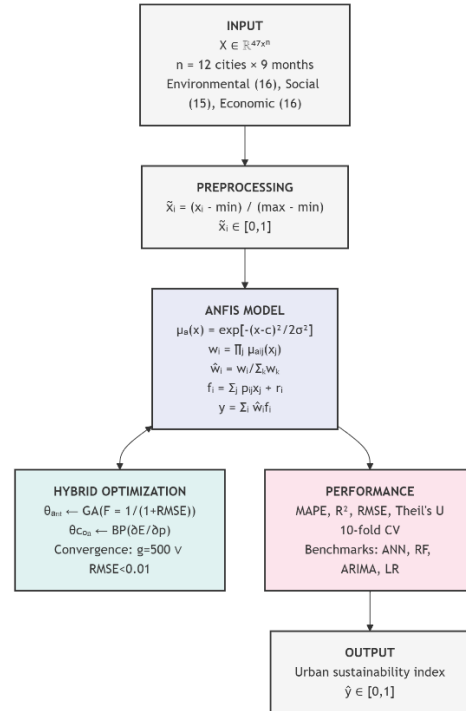 INPUT
X ∈ ℝ⁴⁷ˣⁿ
n = 12 cities × 9 months
Environmental (16), Social
(15), Economic (16)
PREPROCESSING
x̃ᵢ = (xᵢ - min) / (max - min)
x̃ᵢ ∈ [0,1]
ANFIS MODEL
μₐ(x) = exp[-(x-c)²/2σ²]
wᵢ = ∏ⱼ μₐᵢⱼ(xⱼ)
ŵᵢ = wᵢ/Σₖwₖ
fᵢ = Σⱼ pᵢⱼxⱼ + rᵢ
y = Σᵢ ŵᵢfᵢ
HYBRID OPTIMIZATION
θₐₙₜ ← GA(F = 1/(1+RMSE))
θcₒₙ ← BP(∂E/∂p)
Convergence: g=500 ∨
RMSE<0.01
PERFORMANCE
MAPE, R², RMSE, Theil's U
10-fold CV
Benchmarks: ANN, RF,
ARIMA, LR
OUTPUT
Urban sustainability index
ŷ ∈ [0,1]